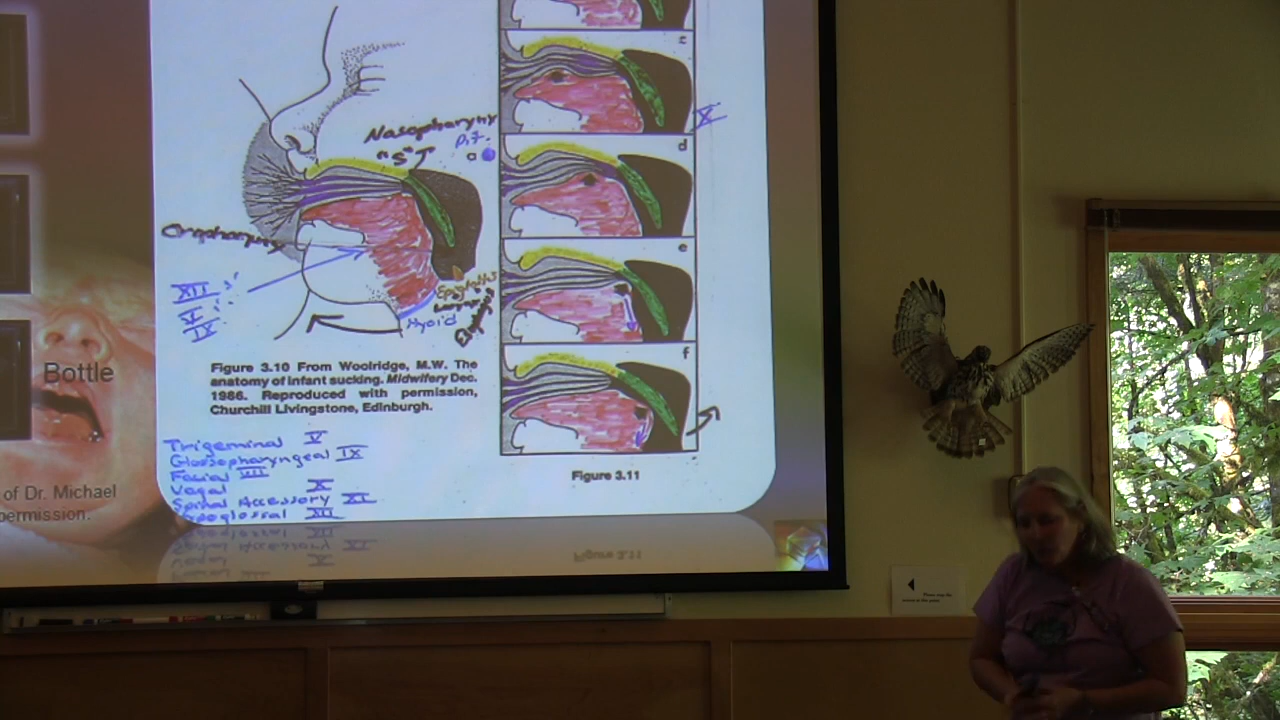 c
Nasopharynx
P.T.
"S"
d
Oropharynx
e
XII
V
IX
Hyoid
f
Bottle
Figure 3.10 From Woolridge, M.W. The
anatomy of infant sucking. Midwifery Dec.
1986. Reproduced with permission,
Churchill Livingstone, Edinburgh.
Figure 3.11
Trigeminal V
Glossopharyngeal IX
Facial VII
Vagal X
Spinal Accessory XI
Hypoglossal XII
of Dr. Michael
permission.